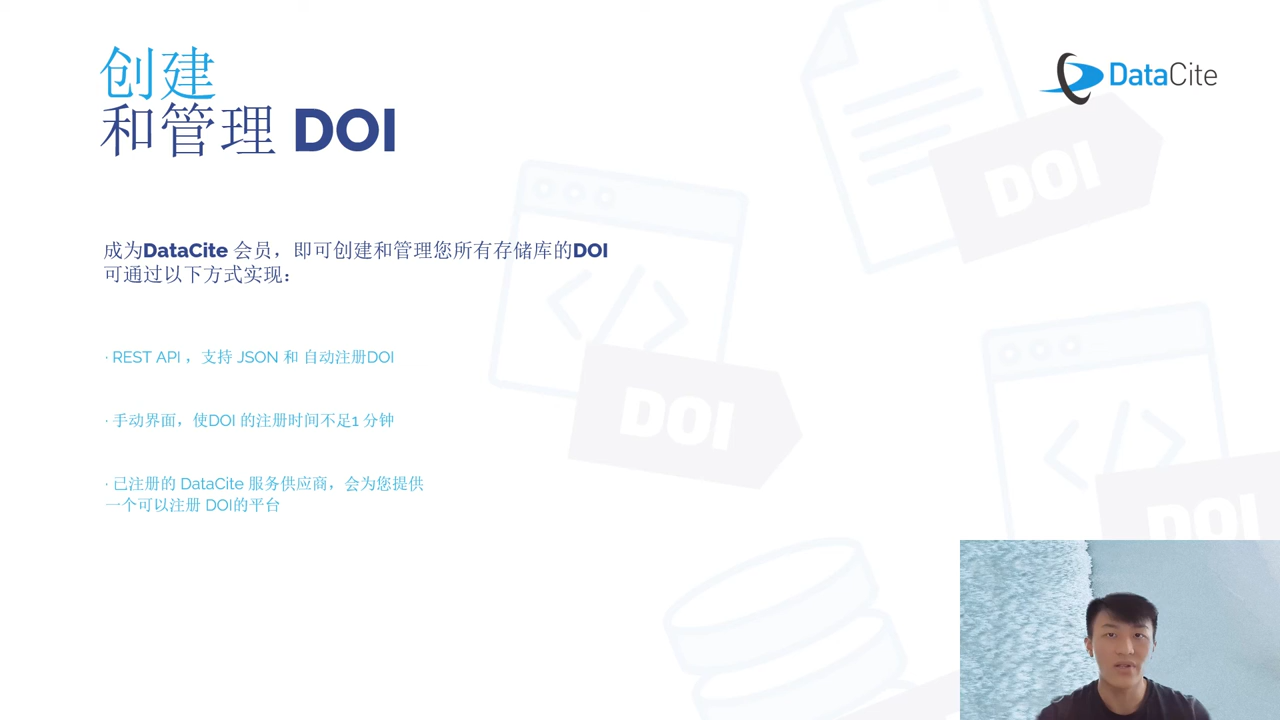 创建
和管理 DOI
DataCite
DOI
成为DataCite 会员，即可创建和管理您所有存储库的DOI
可通过以下方式实现：
· REST API ，支持 JSON 和 自动注册DOI
DOI
· 手动界面，使DOI 的注册时间不足1 分钟
· 已注册的 DataCite 服务供应商，会为您提供
一个可以注册 DOI的平台
DOI